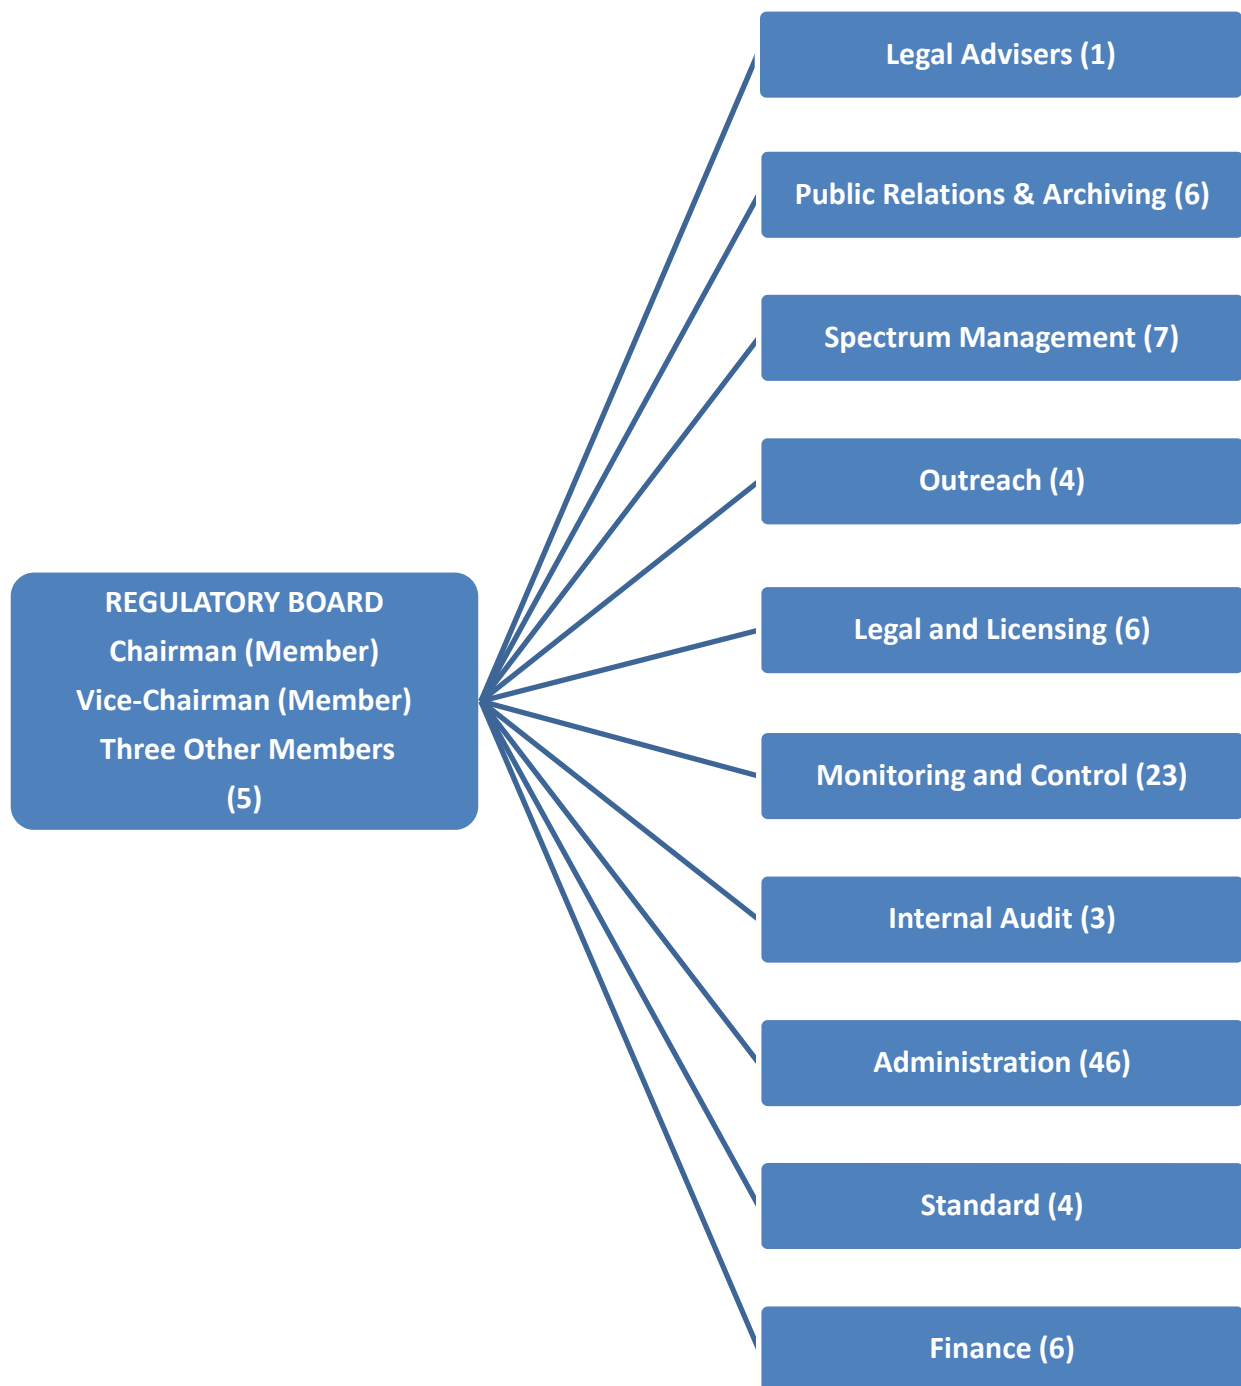 Legal Advisers (1)
Public Relations & Archiving (6)
Spectrum Management (7)
Outreach (4)
REGULATORY BOARD
Chairman (Member)
Vice-Chairman (Member)
Three Other Members
(5)
Legal and Licensing (6)
Monitoring and Control (23)
Internal Audit (3)
Administration (46)
Standard (4)
Finance (6)